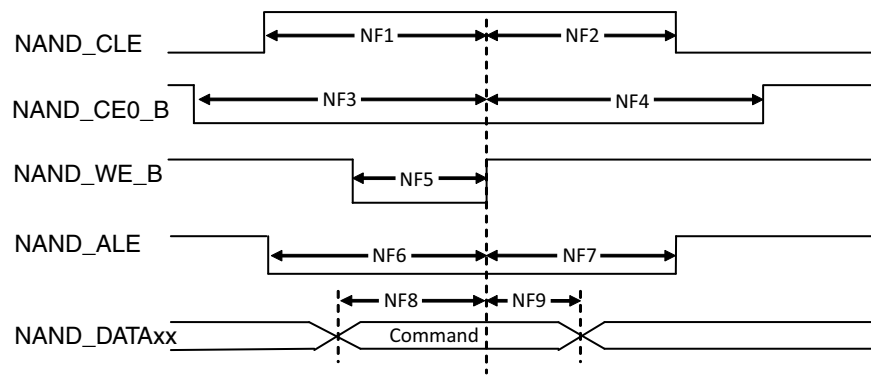 NAND_CLE
NF1
NF2
NAND_CE0_B
NF3
NF4
NAND_WE_B
NF5
NAND_ALE
NF6
NF7
NF8
NF9
NAND_DATAxx
Command